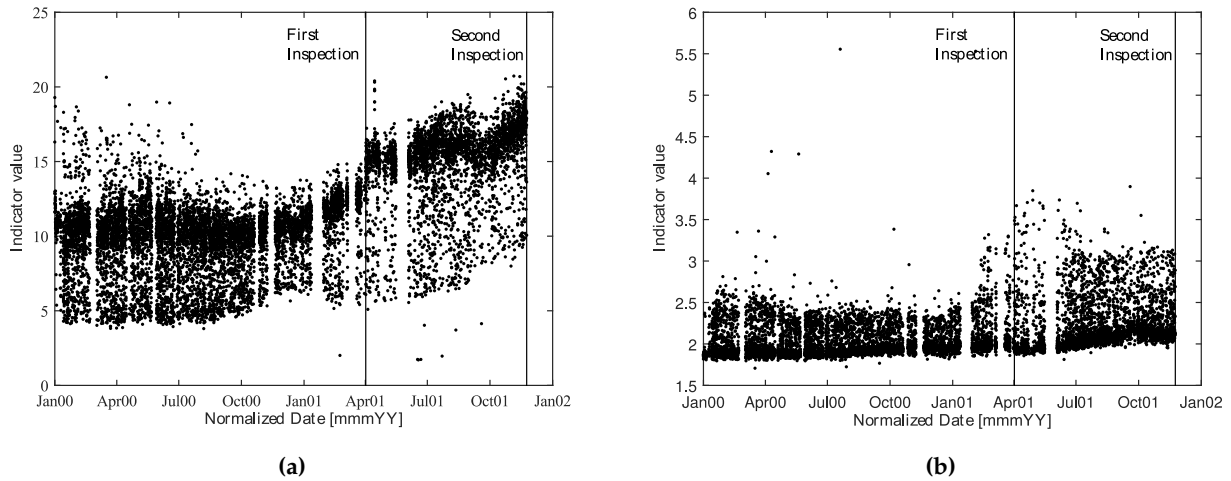 25
20
15
10
5
0
Indicator value
First
Inspection
Second
Inspection
Jan00 Apr00 Jul00 Oct00 Jan01 Apr01 Jul01 Oct01 Jan02
Normalized Date [mmmYY]
(a)
6
5.5
5
4.5
4
3.5
3
2.5
2
1.5
Indicator value
First
Inspection
Second
Inspection
Jan00 Apr00 Jul00 Oct00 Jan01 Apr01 Jul01 Oct01 Jan02
Normalized Date [mmmYY]
(b)